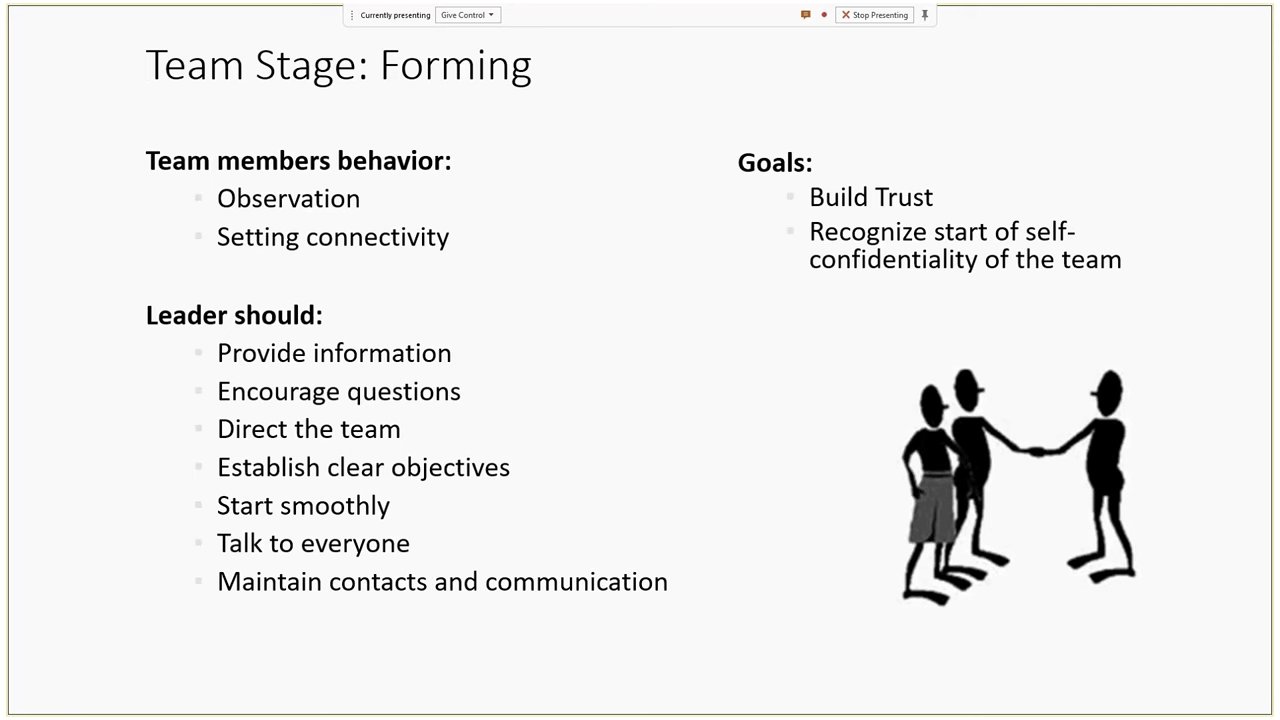 Currently presenting Give Control Stop Presenting
Team Stage: Forming
Team members behavior:
Observation
Setting connectivity
Leader should:
Provide information
Encourage questions
Direct the team
Establish clear objectives
Start smoothly
Talk to everyone
Maintain contacts and communication
Goals:
Build Trust
Recognize start of self-
confidentiality of the team